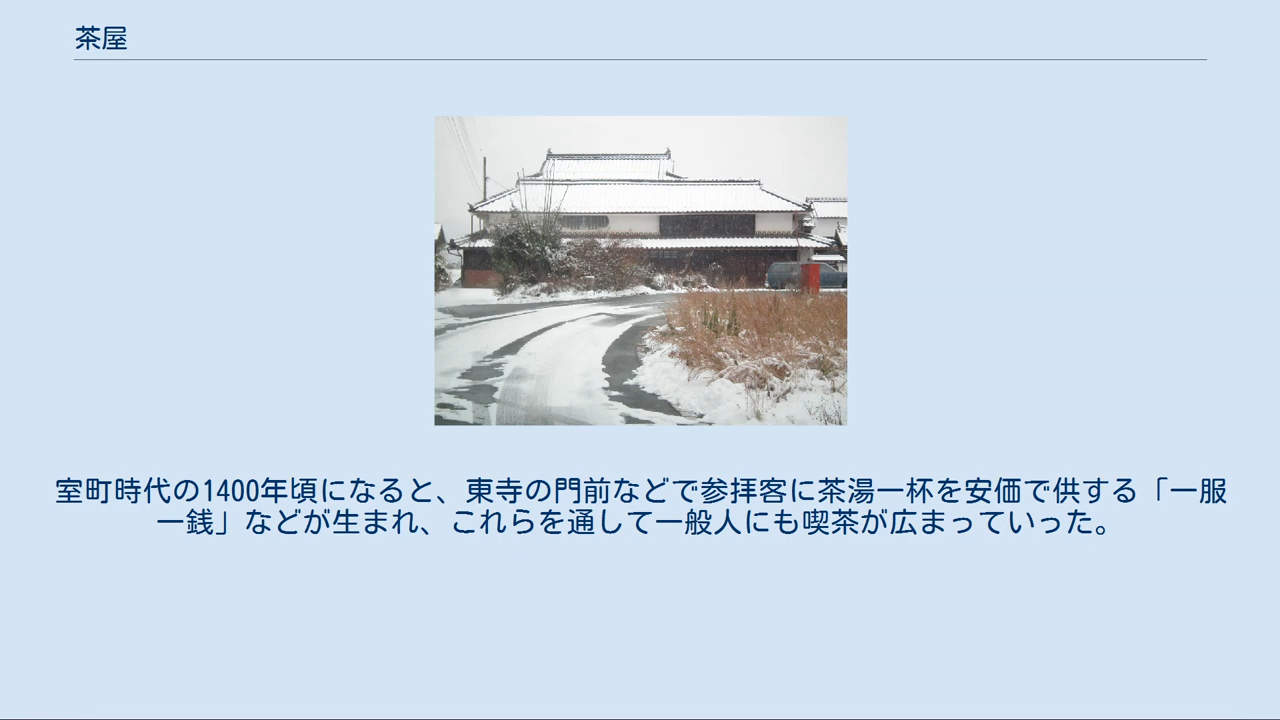 茶屋
室町時代の1400年頃になると、東寺の門前などで参拝客に茶湯一杯を安価で供する「一服
一銭」などが生まれ、これらを通して一般人にも喫茶が広まっていった。